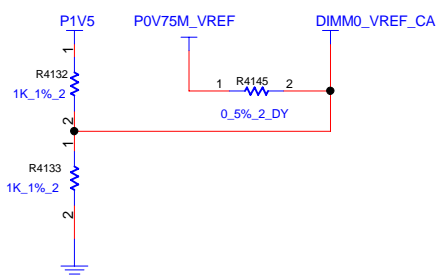 P1V5 P0V75M_VREF DIMM0_VREF_CA
1
R4132
1K_1%_2
2
1 R4145 2
0_5%_2_DY
1
R4133
1K_1%_2
2